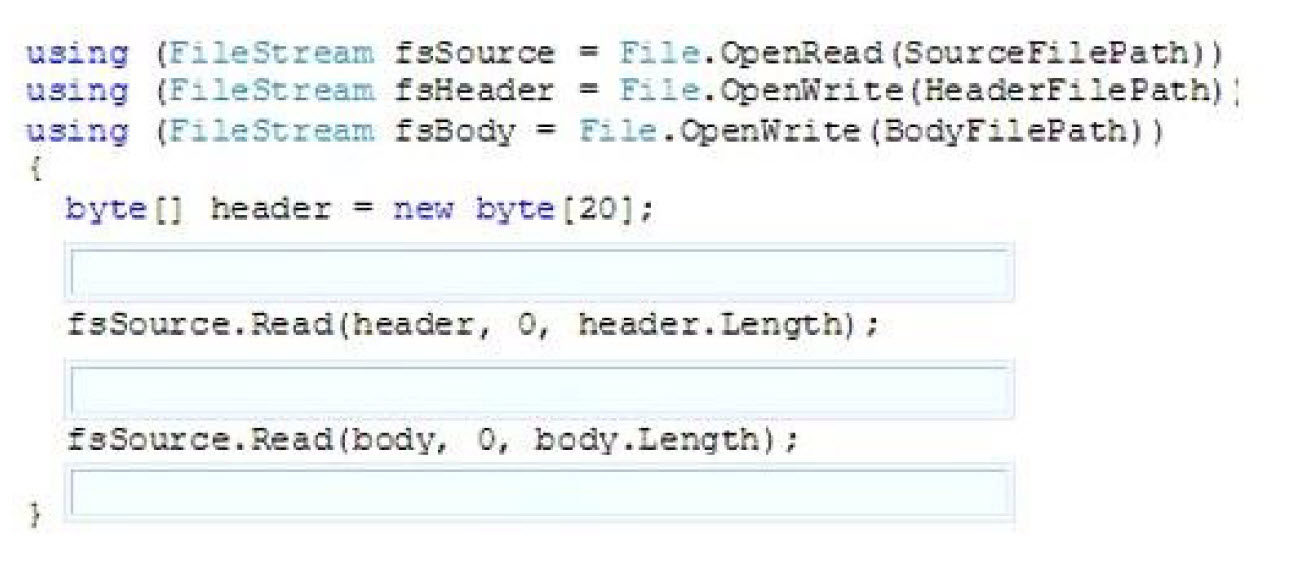 using (FileStream fsSource = File.OpenRead(SourceFilePath))
using (FileStream fsHeader = File.OpenWrite(HeaderFilePath))
using (FileStream fsBody = File.OpenWrite(BodyFilePath))
{
byte[] header = new byte[20];
fsSource.Read(header, 0, header.Length);
fsSource.Read(body, 0, body.Length);
}